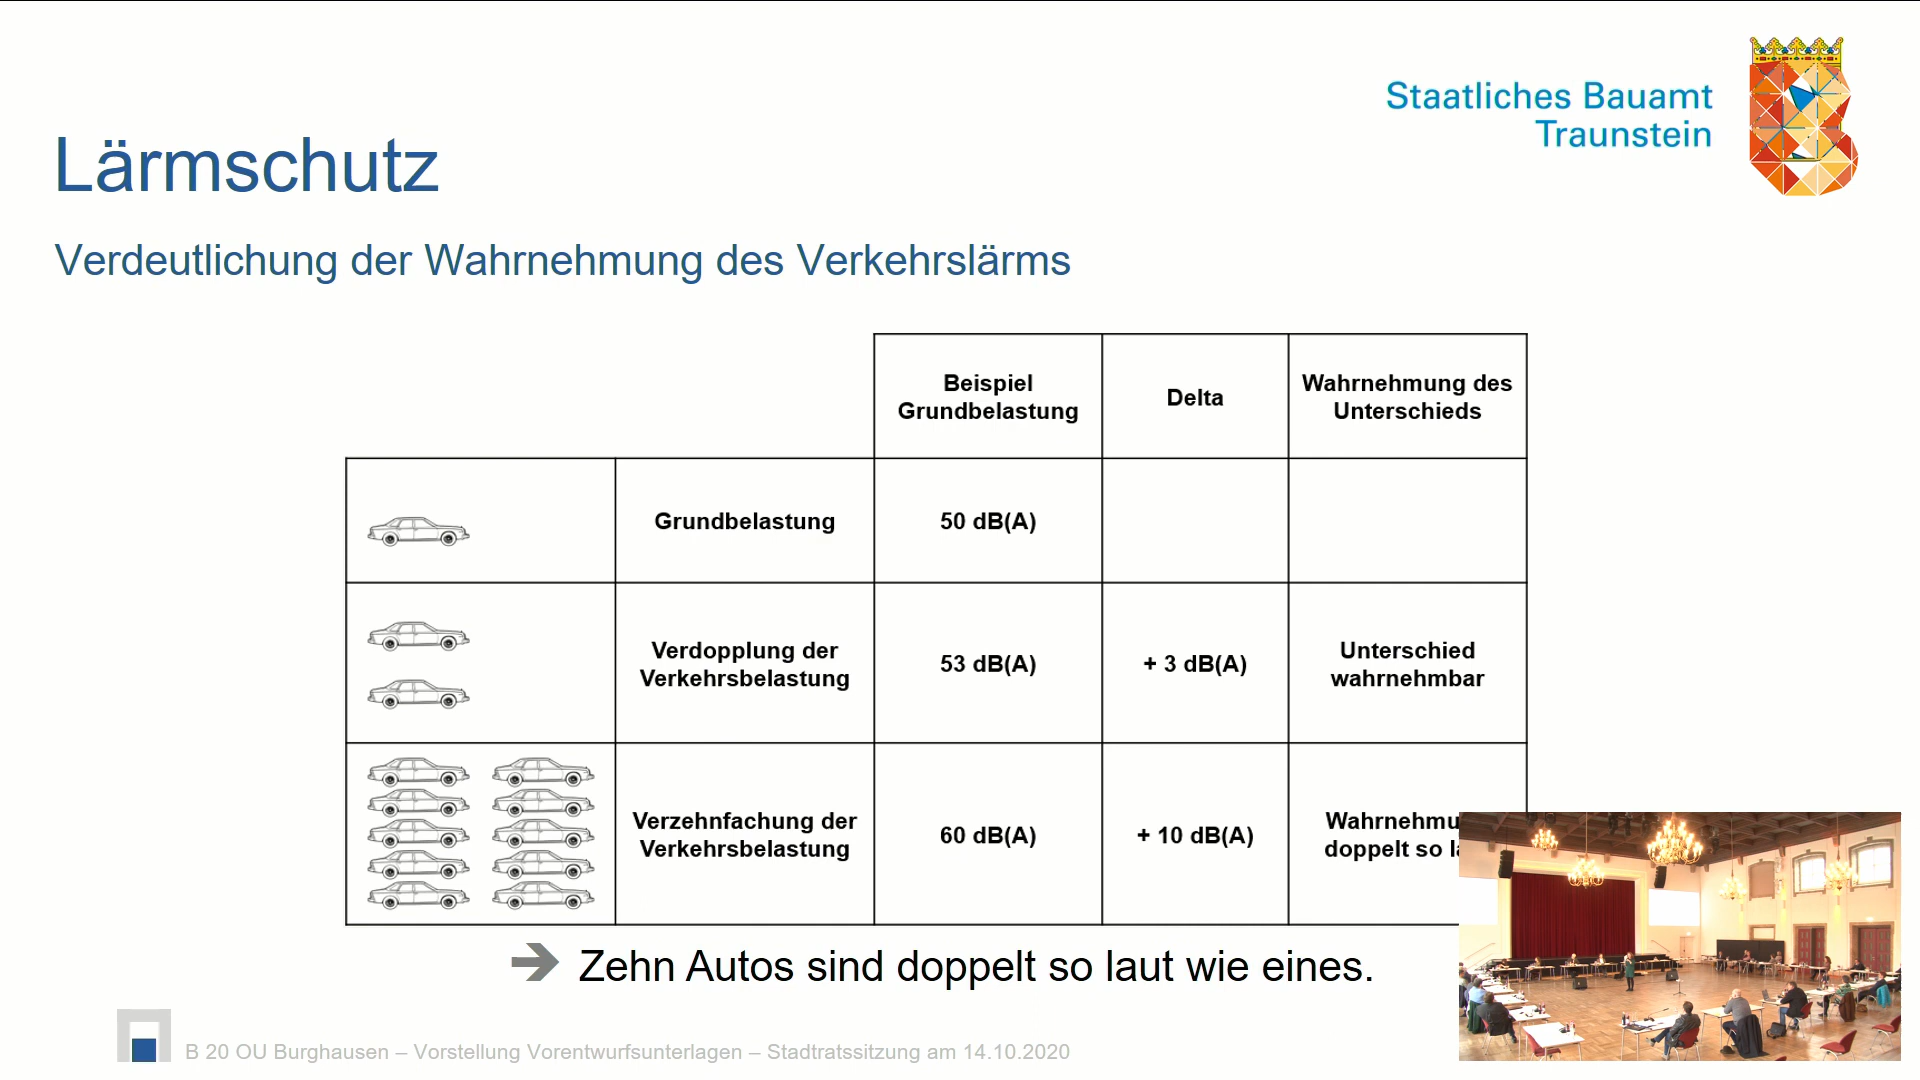 Staatliches Bauamt
Traunstein
Lärmschutz
Verdeutlichung der Wahrnehmung des Verkehrslärms
Beispiel
Grundbelastung
Delta
Wahrnehmung des
Unterschieds
Grundbelastung
50 dB(A)
Verdopplung der
Verkehrsbelastung
53 dB(A)
+ 3 dB(A)
Unterschied
wahrnehmbar
Verzehnfachung der
Verkehrsbelastung
60 dB(A)
+ 10 dB(A)
doppelt so
Zehn Autos sind doppelt so laut wie eines.
B 20 OU Burghausen – Vorstellung Vorentwurfsunterlagen – Stadtratssitzung am 14.10.2020